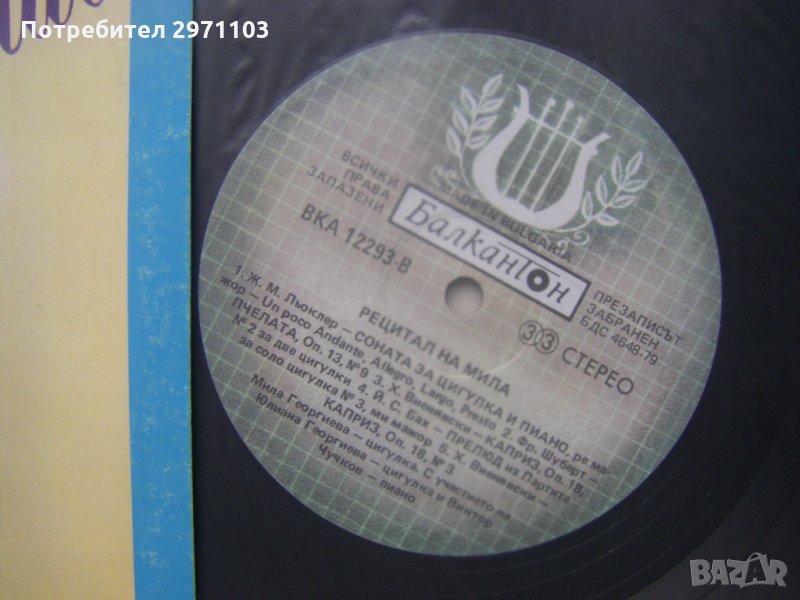 Потребител 2971103
MADE IN BULGARIA
ВСИЧКИ
ПРАВА
ЗАПАЗЕНИ
БалканТон
ВКА 12293-В
ПРЕЗАПИСЪТ
ЗАБРАНЕН
БДС 4648-79
33 СТЕРЕО
РЕЦИТАЛ НА МИЛА
1. Ж. М. Льоклер – СОНАТА ЗА ЦИГУЛКА И ПИАНО, ре ма-
жор – Un poco Andante, Allegro, Largo, Presto 2. Фр. Шуберт –
ПЧЕЛАТА, Оп. 13, № 9 3. Х. Виенявски – КАПРИЗ, Оп. 18,
№ 2 за две цигулки 4. Й. С. Бах – ПРЕЛЮД из Партита
за соло цигулка № 3, ми мажор 5. Х. Виенявски –
КАПРИЗ, Оп. 18, № 3
Мила Георгиева – цигулка. С участието на
Юлиана Георгиева – цигулка и Виктор
Чучков – пиано
BAZAR